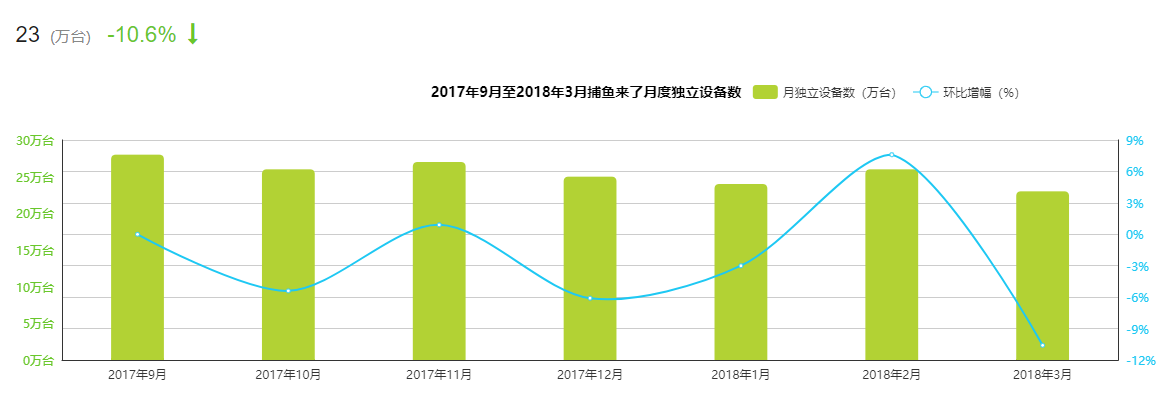 23 (万台) -10.6%
2017年9月至2018年3月捕鱼来了月度独立设备数 月独立设备数（万台） 环比增幅（%）
30万台 9%
25万台 6%
20万台 3%
15万台 0%
10万台 -3%
5万台 -6%
0万台 -9%
-12%
2017年9月 2017年10月 2017年11月 2017年12月 2018年1月 2018年2月 2018年3月